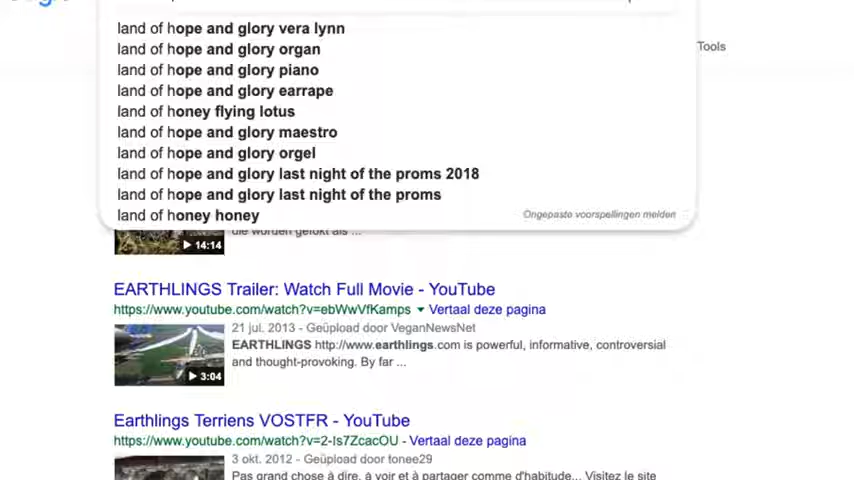 land of hope and glory vera lynn
land of hope and glory organ
Tools
land of hope and glory piano
land of hope and glory earrape
land of honey flying lotus
land of hope and glory maestro
land of hope and glory orgel
land of hope and glory last night of the proms 2018
land of hope and glory last night of the proms
land of honey honey
Ongepaste voorspellingen melden
die worden gefokt als ...
14:14
EARTHLINGS Trailer: Watch Full Movie - YouTube
https://www.youtube.com/watch?v=ebWwVfKamps ▼ Vertaal deze pagina
21 jul. 2013 - Geüpload door VeganNewsNet
EARTHLINGS http://www.earthlings.com is powerful, informative, controversial
and thought-provoking. By far ...
3:04
Earthlings Terriens VOSTFR - YouTube
https://www.youtube.com/watch?v=2-Is7ZcacOU - Vertaal deze pagina
3 okt. 2012 - Geüpload door tonee29
Pas grand chose à dire, à voir et à partager comme d'habitude... Visitez le site